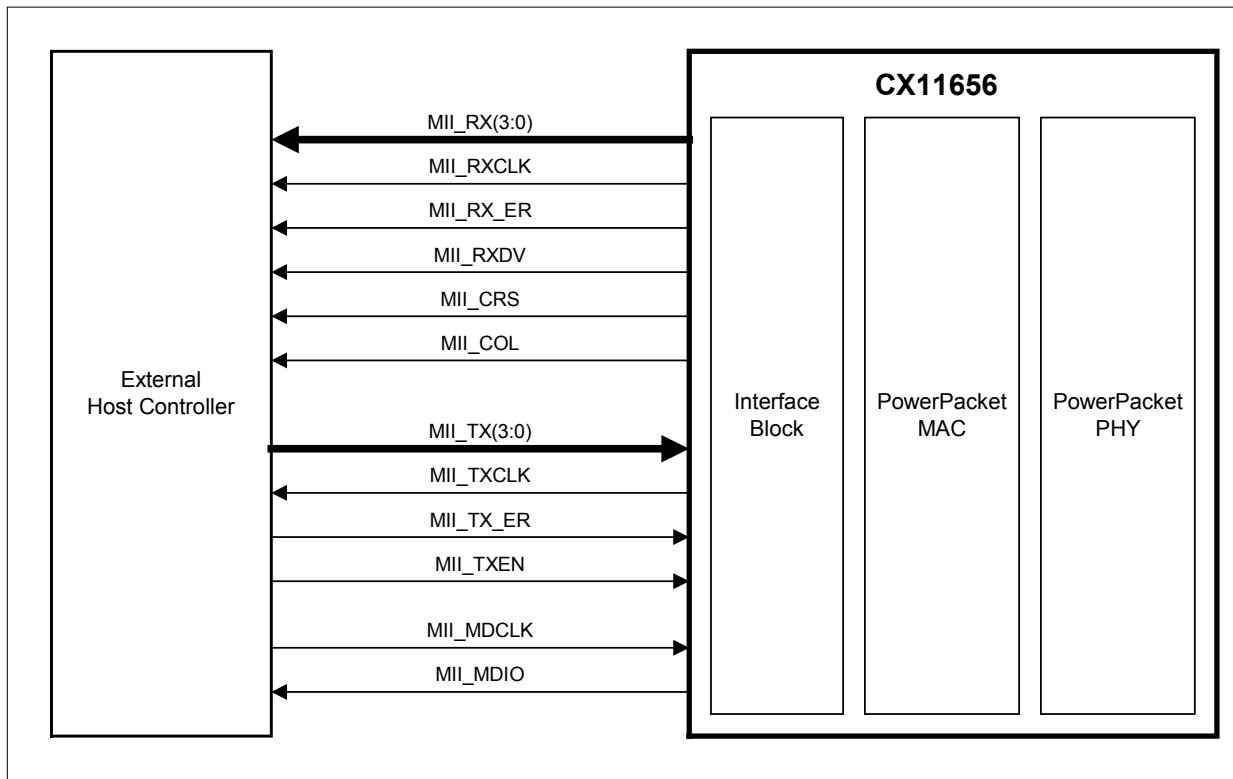 CX11656
MII_RX(3:0)
MII_RXCLK
MII_RX_ER
MII_RXDV
MII_CRS
MII_COL
External
Host Controller
MII_TX(3:0)
MII_TXCLK
MII_TX_ER
MII_TXEN
MII_MDCLK
MII_MDIO
Interface
Block
PowerPacket
MAC
PowerPacket
PHY